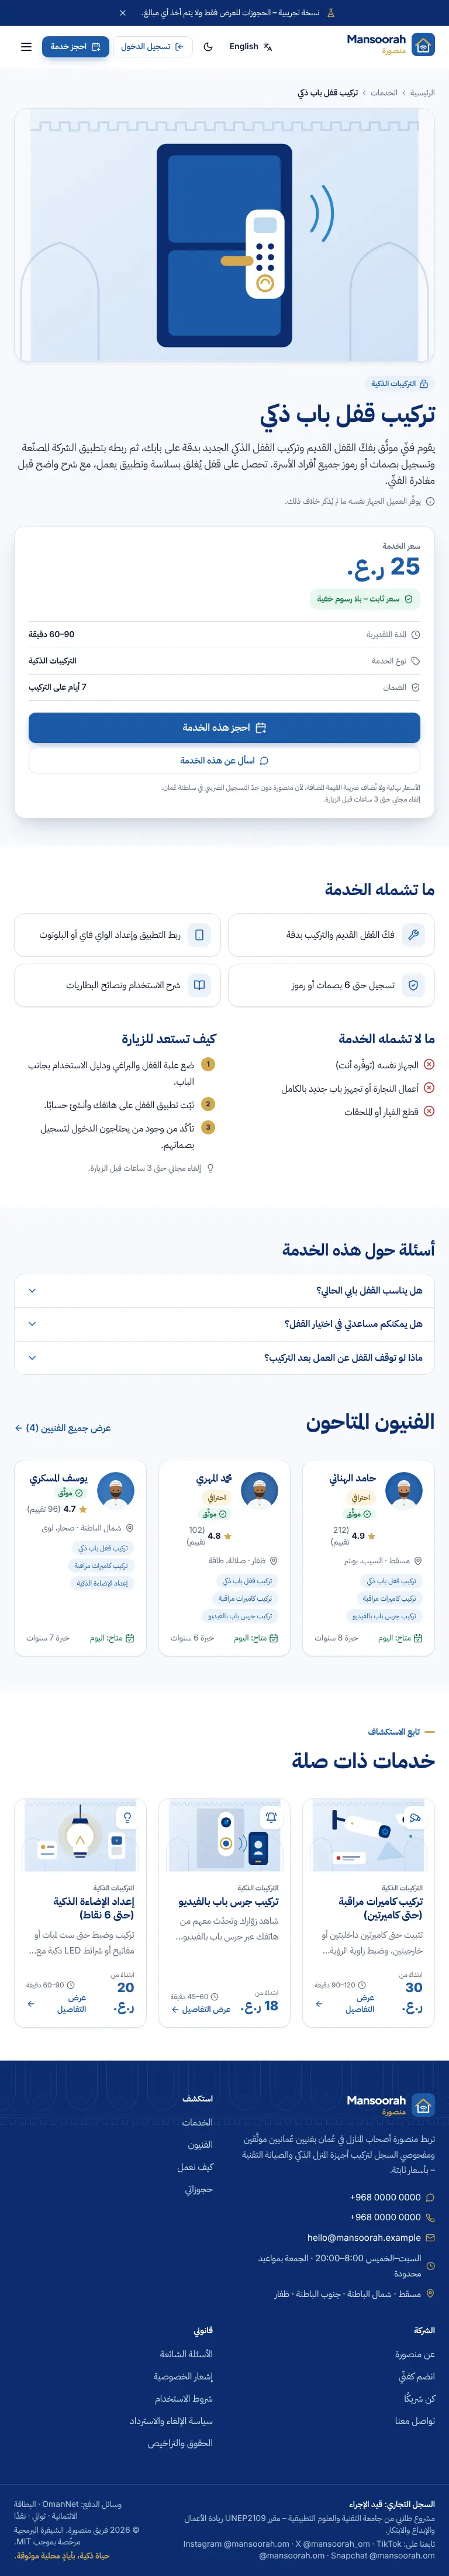 نسخة تجريبية – الحجوزات للعرض فقط ولا يتم أخذ أي مبالغ.
Mansoorah
منصورة
English
تسجيل الدخول
احجز خدمة
الرئيسية
الخدمات
تركيب قفل باب ذكي
التركيبات الذكية
تركيب قفل باب ذكي
يقوم فنيّ موثَّق بفكّ القفل القديم وتركيب القفل الذكي الجديد بدقة على بابك، ثم ربطه بتطبيق الشركة المصنّعة
وتسجيل بصمات أو رموز جميع أفراد الأسرة. تحصل على قفل يُغلق بسلاسة وتطبيق يعمل، مع شرح واضح قبل
مغادرة الفنّي.
يوفّر العميل الجهاز نفسه ما لم يُذكر خلاف ذلك.
سعر الخدمة
25 ر.ع.
سعر ثابت – بلا رسوم خفية
المدة التقديرية
60–90 دقيقة
نوع الخدمة
التركيبات الذكية
الضمان
7 أيام على التركيب
احجز هذه الخدمة
اسأل عن هذه الخدمة
الأسعار نهائية ولا تُضاف ضريبة القيمة المضافة، لأن منصورة دون حدّ التسجيل الضريبي في سلطنة عُمان.
إلغاء مجاني حتى 3 ساعات قبل الزيارة.
ما تشمله الخدمة
فكّ القفل القديم والتركيب بدقة
ربط التطبيق وإعداد الواي فاي أو البلوتوث
تسجيل حتى 6 بصمات أو رموز
شرح الاستخدام ونصائح البطاريات
ما لا تشمله الخدمة
الجهاز نفسه (توفّره أنت)
أعمال النجارة أو تجهيز باب جديد بالكامل
قطع الغيار أو الملحقات
كيف تستعد للزيارة
1
ضع علبة القفل والبراغي ودليل الاستخدام بجانب
الباب.
2
ثبّت تطبيق القفل على هاتفك وأنشئ حسابًا.
3
تأكّد من وجود من يحتاجون الدخول لتسجيل
بصماتهم.
إلغاء مجاني حتى 3 ساعات قبل الزيارة.
أسئلة حول هذه الخدمة
هل يناسب القفل بابي الحالي؟
هل يمكنكم مساعدتي في اختيار القفل؟
ماذا لو توقف القفل عن العمل بعد التركيب؟
الفنيون المتاحون
عرض جميع الفنيين (4)
حامد الهنائي
احترافي
موثَّق
4.9 (212
تقييم)
مسقط · السيب، بوشر
تركيب قفل باب ذكي
تركيب كاميرات مراقبة
تركيب جرس باب بالفيديو
متاح: اليوم
خبرة 8 سنوات
محمد المهري
احترافي
موثَّق
4.8 (102
تقييم)
ظفار · صلالة، طاقة
تركيب قفل باب ذكي
تركيب كاميرات مراقبة
تركيب جرس باب بالفيديو
متاح: اليوم
خبرة 6 سنوات
يوسف المسكري
موثَّق
4.7 (96 تقييم)
شمال الباطنة · صحار، لوى
تركيب قفل باب ذكي
تركيب كاميرات مراقبة
إعداد الإضاءة الذكية
متاح: اليوم
خبرة 7 سنوات
تابع الاستكشاف
خدمات ذات صلة
التركيبات الذكية
تركيب كاميرات مراقبة
(حتى كاميرتين)
تثبيت حتى كاميرتين داخليتين أو
خارجيتين، وضبط زاوية الرؤية...
ابتداءً من
30
ر.ع.
90–120 دقيقة
عرض
التفاصيل
التركيبات الذكية
تركيب جرس باب بالفيديو
شاهد زوّارك وتحدّث معهم من
هاتفك عبر جرس باب بالفيديو...
ابتداءً من
18 ر.ع.
45–60 دقيقة
عرض التفاصيل
التركيبات الذكية
إعداد الإضاءة الذكية
(حتى 6 نقاط)
تركيب وضبط حتى ست لمبات أو
مفاتيح أو شرائط LED ذكية مع...
ابتداءً من
20
ر.ع.
60–90 دقيقة
عرض
التفاصيل
Mansoorah
منصورة
تربط منصورة أصحاب المنازل في عُمان بفنيين عُمانيين موثَّقين
ومفحوصي السجل لتركيب أجهزة المنزل الذكي والصيانة التقنية
– بأسعار ثابتة.
+968 0000 0000
+968 0000 0000
hello@mansoorah.example
السبت–الخميس 8:00–20:00 · الجمعة بمواعيد
محدودة
مسقط · شمال الباطنة · جنوب الباطنة · ظفار
استكشف
الخدمات
الفنيون
كيف نعمل
حجوزاتي
الشركة
عن منصورة
انضم كفنّي
كن شريكًا
تواصل معنا
قانوني
الأسئلة الشائعة
إشعار الخصوصية
شروط الاستخدام
سياسة الإلغاء والاسترداد
الحقوق والتراخيص
السجل التجاري: قيد الإجراء
مشروع طلابي من جامعة التقنية والعلوم التطبيقية – مقرر UNEP2109 ريادة الأعمال
والإبداع والابتكار.
تابعنا على: Instagram @mansoorah.om · X @mansoorah_om · TikTok
@mansoorah.om · Snapchat @mansoorah.om
وسائل الدفع: OmanNet · البطاقة
الائتمانية · ثواني · نقدًا
© 2026 فريق منصورة. الشيفرة البرمجية
مرخّصة بموجب MIT.
حياة ذكية، بأيادٍ محلية موثوقة.